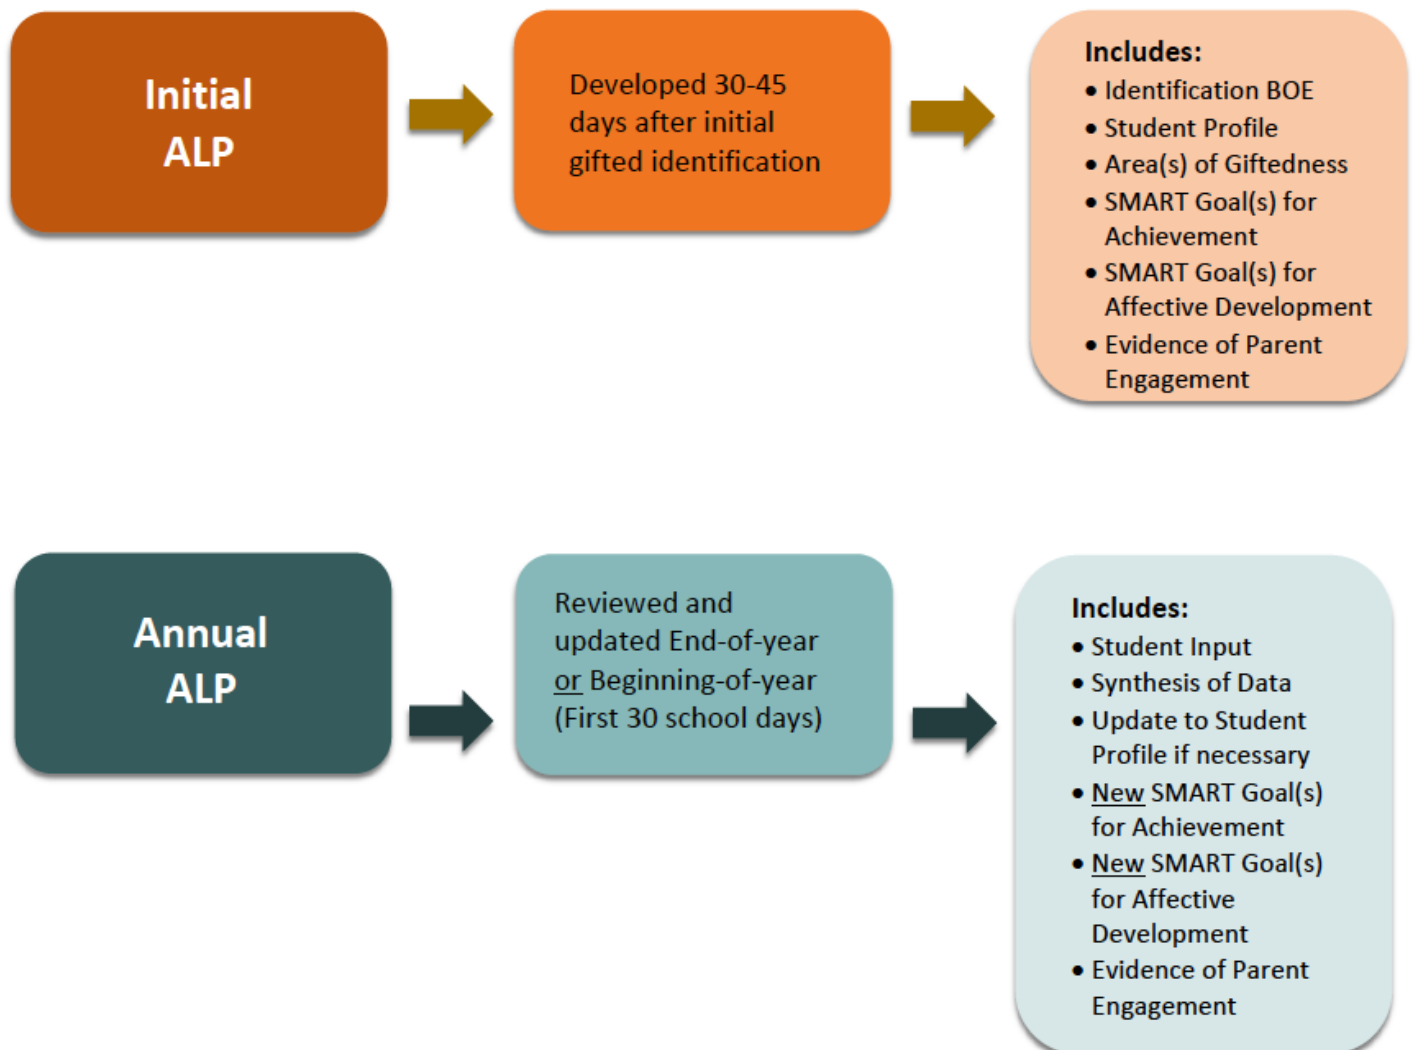 Initial
ALP
Developed 30-45
days after initial
gifted identification
Includes:
• Identification BOE
• Student Profile
• Area(s) of Giftedness
• SMART Goal(s) for
Achievement
• SMART Goal(s) for
Affective Development
• Evidence of Parent
Engagement
Annual
ALP
Reviewed and
updated End-of-year
or Beginning-of-year
(First 30 school days)
Includes:
• Student Input
• Synthesis of Data
• Update to Student
Profile if necessary
• New SMART Goal(s)
for Achievement
• New SMART Goal(s)
for Affective
Development
• Evidence of Parent
Engagement